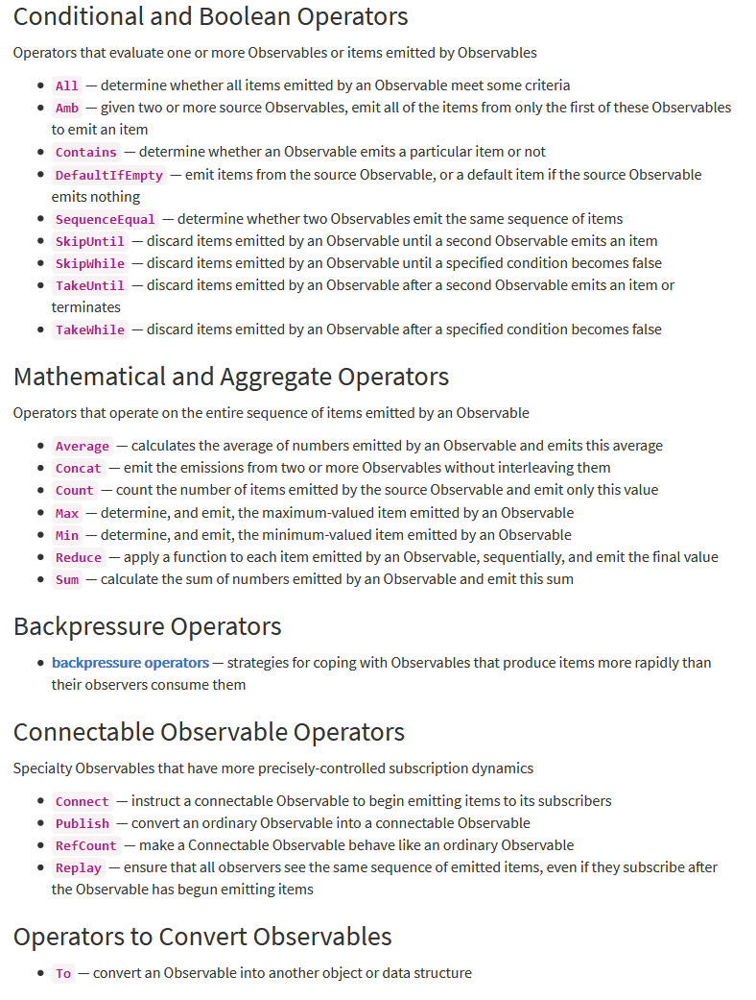 Conditional and Boolean Operators
Operators that evaluate one or more Observables or items emitted by Observables
• All — determine whether all items emitted by an Observable meet some criteria
• Amb — given two or more source Observables, emit all of the items from only the first of these Observables
to emit an item
• Contains — determine whether an Observable emits a particular item or not
• DefaultIfEmpty — emit items from the source Observable, or a default item if the source Observable
emits nothing
• SequenceEqual — determine whether two Observables emit the same sequence of items
• SkipUntil — discard items emitted by an Observable until a second Observable emits an item
• SkipWhile — discard items emitted by an Observable until a specified condition becomes false
• TakeUntil — discard items emitted by an Observable after a second Observable emits an item or
terminates
• TakeWhile — discard items emitted by an Observable after a specified condition becomes false
Mathematical and Aggregate Operators
Operators that operate on the entire sequence of items emitted by an Observable
• Average — calculates the average of numbers emitted by an Observable and emits this average
• Concat — emit the emissions from two or more Observables without interleaving them
• Count — count the number of items emitted by the source Observable and emit only this value
• Max — determine, and emit, the maximum-valued item emitted by an Observable
• Min — determine, and emit, the minimum-valued item emitted by an Observable
• Reduce — apply a function to each item emitted by an Observable, sequentially, and emit the final value
• Sum — calculate the sum of numbers emitted by an Observable and emit this sum
Backpressure Operators
• backpressure operators — strategies for coping with Observables that produce items more rapidly than
their observers consume them
Connectable Observable Operators
Specialty Observables that have more precisely-controlled subscription dynamics
• Connect — instruct a connectable Observable to begin emitting items to its subscribers
• Publish — convert an ordinary Observable into a connectable Observable
• RefCount — make a Connectable Observable behave like an ordinary Observable
• Replay — ensure that all observers see the same sequence of emitted items, even if they subscribe after
the Observable has begun emitting items
Operators to Convert Observables
• To — convert an Observable into another object or data structure